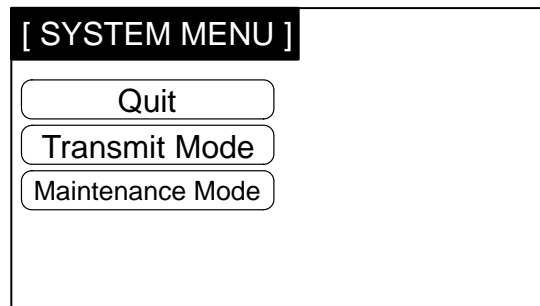 [ SYSTEM MENU ]
Quit
Transmit Mode
Maintenance Mode